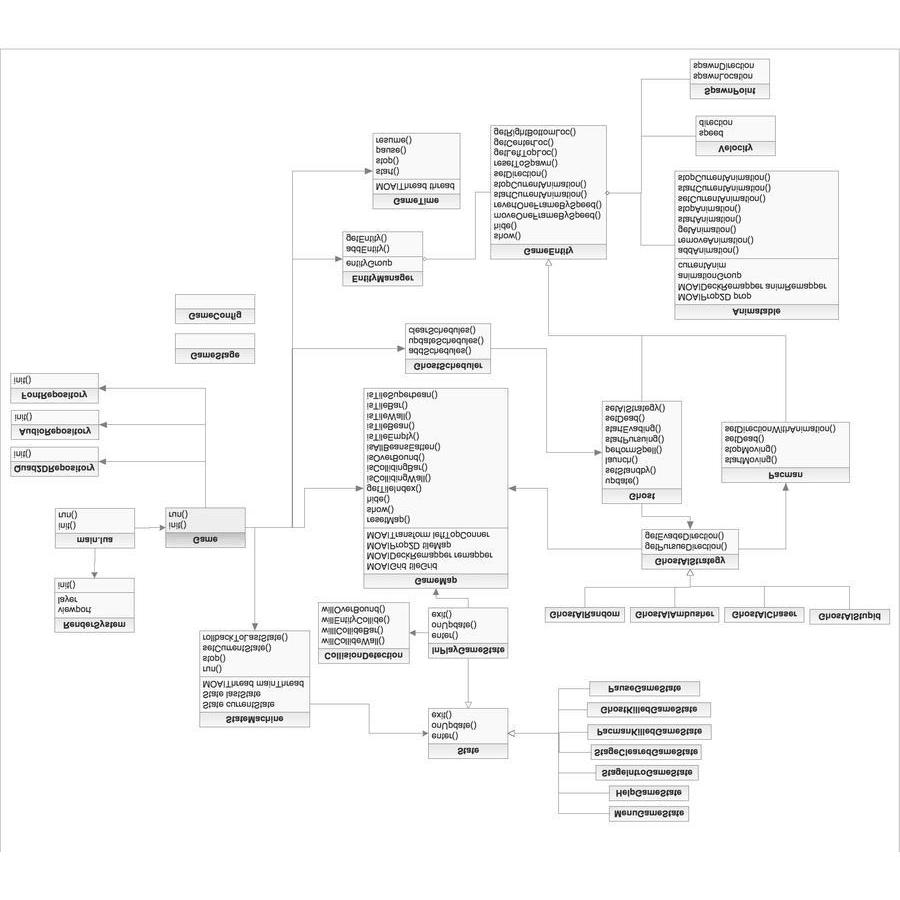 MenuGameState
HelpGameState
StageIntroGameState
StageClearedGameState
PacmanKilledGameState
GhostKilledGameState
PauseGameState
State
enter()
onUpdate()
exit()
StateMachine
State currentState
State lastState
MOAIThread mainThread
run()
stop()
setCurrentState()
rollbackToLastState()
CollisionDetection
willCollideWall()
willCollideBar()
willEntityCollide()
willOverBound()
InPlayGameState
enter()
onUpdate()
exit()
RenderSystem
viewport
layer
init()
GhostAIRandom
GhostAIAmbusher
GhostAIChaser
GhostAIStupid
GameMap
MOAIGrid tileGrid
MOAIDeckRemapper remapper
MOAIProp2D tileMap
MOAITransform leftTopCorner
resetMap()
show()
hide()
getTileIndex()
isCollidingWall()
isCollidingBar()
isOverBound()
isAllBeansEatten()
isTileEmpty()
isTileBean()
isTileWall()
isTileBar()
isTileSuperbean()
GhostAIStrategy
getPursueDirection()
getEvadeDirection()
main.lua
init()
run()
Game
init()
run()
Ghost
update()
setStandby()
launch()
performSpell()
startPursuing()
startEvading()
setDead()
setAIStrategy()
Pacman
startMoving()
stopMoving()
setDead()
setDirectionWithAnimation()
Quad2DRepository
init()
AudioRepository
init()
FontRepository
init()
GhostScheduler
addSchedules()
updateSchedules()
clearSchedules()
GameStage
GameConfig
Animatable
MOAIProp2D prop
MOAIDeckRemapper animRemapper
animationGroup
currentAnim
addAnimation()
removeAnimation()
getAnimation()
startAnimation()
stopAnimation()
setCurrentAnimation()
startCurrentAnimation()
stopCurrentAnimation()
EntityManager
entityGroup
addEntity()
getEntity()
GameEntity
show()
hide()
moveOneFrameBySpeed()
revertOneFrameBySpeed()
startCurrentAnimation()
stopCurrentAnimation()
setDirection()
resetToSpawn()
getLeftTopLoc()
getCenterLoc()
getRightBottomLoc()
GameTime
MOAIThread thread
start()
stop()
pause()
resume()
Velocity
speed
direction
SpawnPoint
spawnLocation
spawnDirection